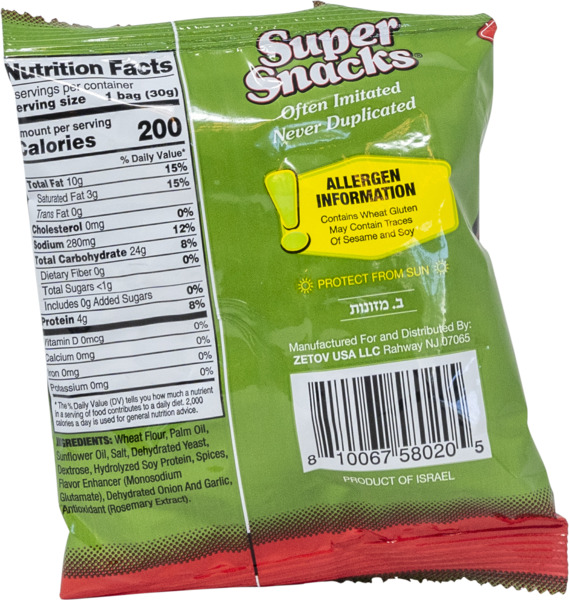 Nutrition Facts
servings per container
erving size 1 bag (30g)
mount per serving
Calories 200
% Daily Value*
Total Fat 10g 15%
Saturated Fat 3g 15%
Trans Fat 0g
Cholesterol 0mg 0%
Sodium 280mg 12%
Total Carbohydrate 24g 8%
Dietary Fiber 0g 0%
Total Sugars <1g
Includes 0g Added Sugars 0%
Protein 4g 8%
Vitamin D 0mcg 0%
Calcium 0mg 0%
Iron 0mg 0%
Potassium 0mg 0%
* The % Daily Value (DV) tells you how much a nutrient
in a serving of food contributes to a daily diet. 2,000
calories a day is used for general nutrition advice.
INGREDIENTS: Wheat Flour, Palm Oil,
Sunflower Oil, Salt, Dehydrated Yeast,
Dextrose, Hydrolyzed Soy Protein, Spices,
Flavor Enhancer (Monosodium
Glutamate), Dehydrated Onion And Garlic,
Antioxidant (Rosemary Extract).
Super
Snacks™
Often Imitated
Never Duplicated
!
ALLERGEN
INFORMATION
Contains Wheat Gluten
May Contain Traces
Of Sesame and Soy
PROTECT FROM SUN
ב. מזונות
Manufactured For and Distributed By:
ZETOV USA LLC Rahway NJ 07065
8 10067 58020 5
PRODUCT OF ISRAEL